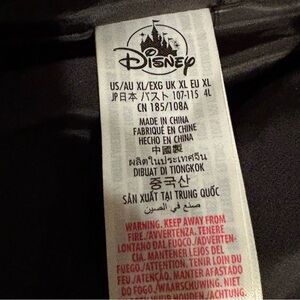 Disney
US/AU XL/EXG UK XL EU XL
JP日本 バスト 107-115 4L
CN 185/108A
MADE IN CHINA
FABRIQUÉ EN CHINE
HECHO EN CHINA
中國製
ผลิตในประเทศจีน
DIBUAT DI TIONGKOK
중국산
SẢN XUẤT TẠI TRUNG QUỐC
صنع في الصين
WARNING. KEEP AWAY FROM
FIRE./AVVERTENZA. TENERE
LONTANO DAL FUOCO./ADVERTEN-
CIA. MANTENER LEJOS DEL
FUEGO./ATTENTION. TENIR LOIN DU
FEU./ATENÇÃO. MANTER AFASTADO
DO FOGO. /WAARSCHUWING. NIET
HOUDEN./ACHTUNG.